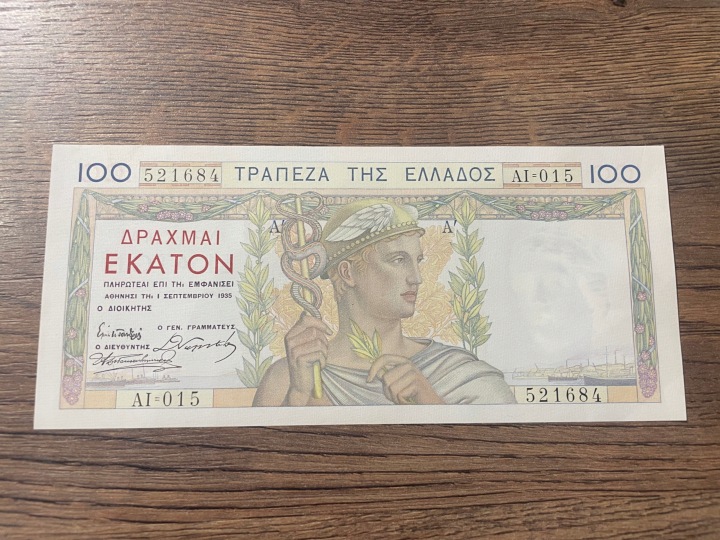 100 521684 ΤΡΑΠΕΖΑ ΤΗΣ ΕΛΛΑΔΟΣ ΑΙ=015 100
Α' Α'
ΔΡΑΧΜΑΙ
ΕΚΑΤΟΝ
ΠΛΗΡΩΤΕΑΙ ΕΠΙ ΤΗι ΕΜΦΑΝΙΣΕΙ
ΑΘΗΝΗΣΙ ΤΗι 1 ΣΕΠΤΕΜΒΡΙΟΥ 1935
Ο ΔΙΟΙΚΗΤΗΣ
Ο ΓΕΝ. ΓΡΑΜΜΑΤΕΥΣ
Ο ΔΙΕΥΘΥΝΤΗΣ
ΑΙ=015 521684